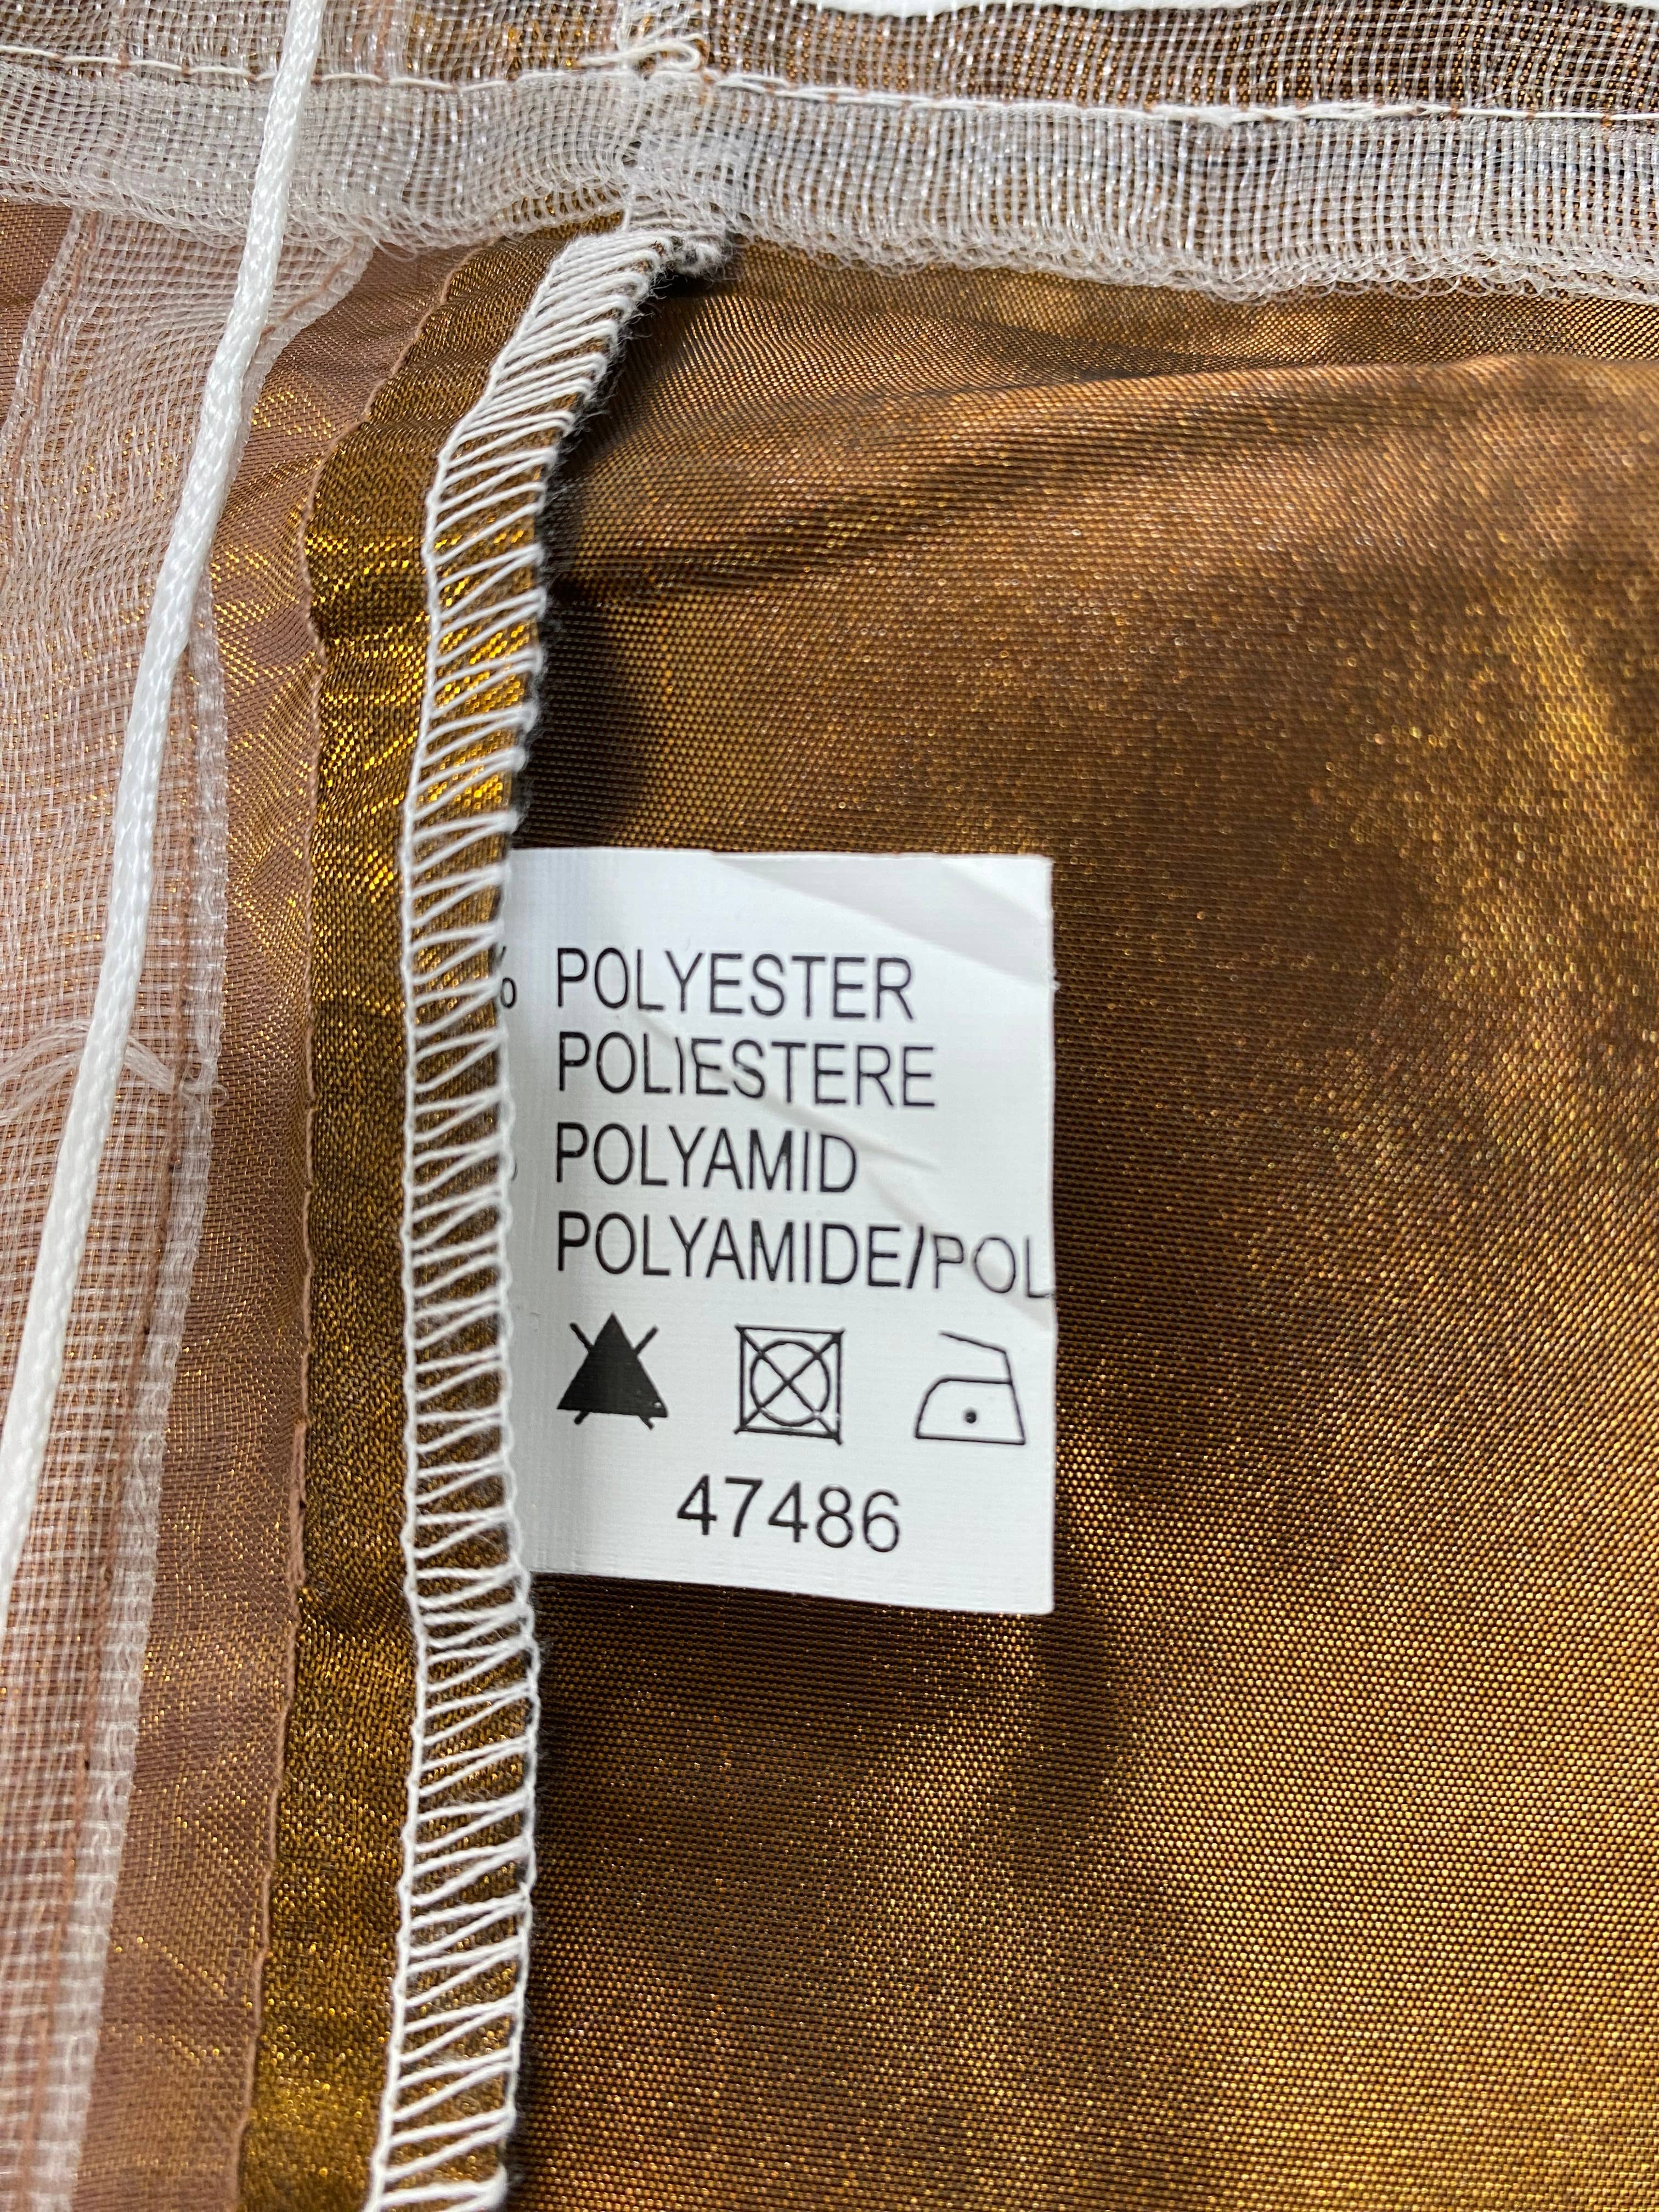 % POLYESTER
POLIESTERE
POLYAMID
POLYAMIDE/POL
47486